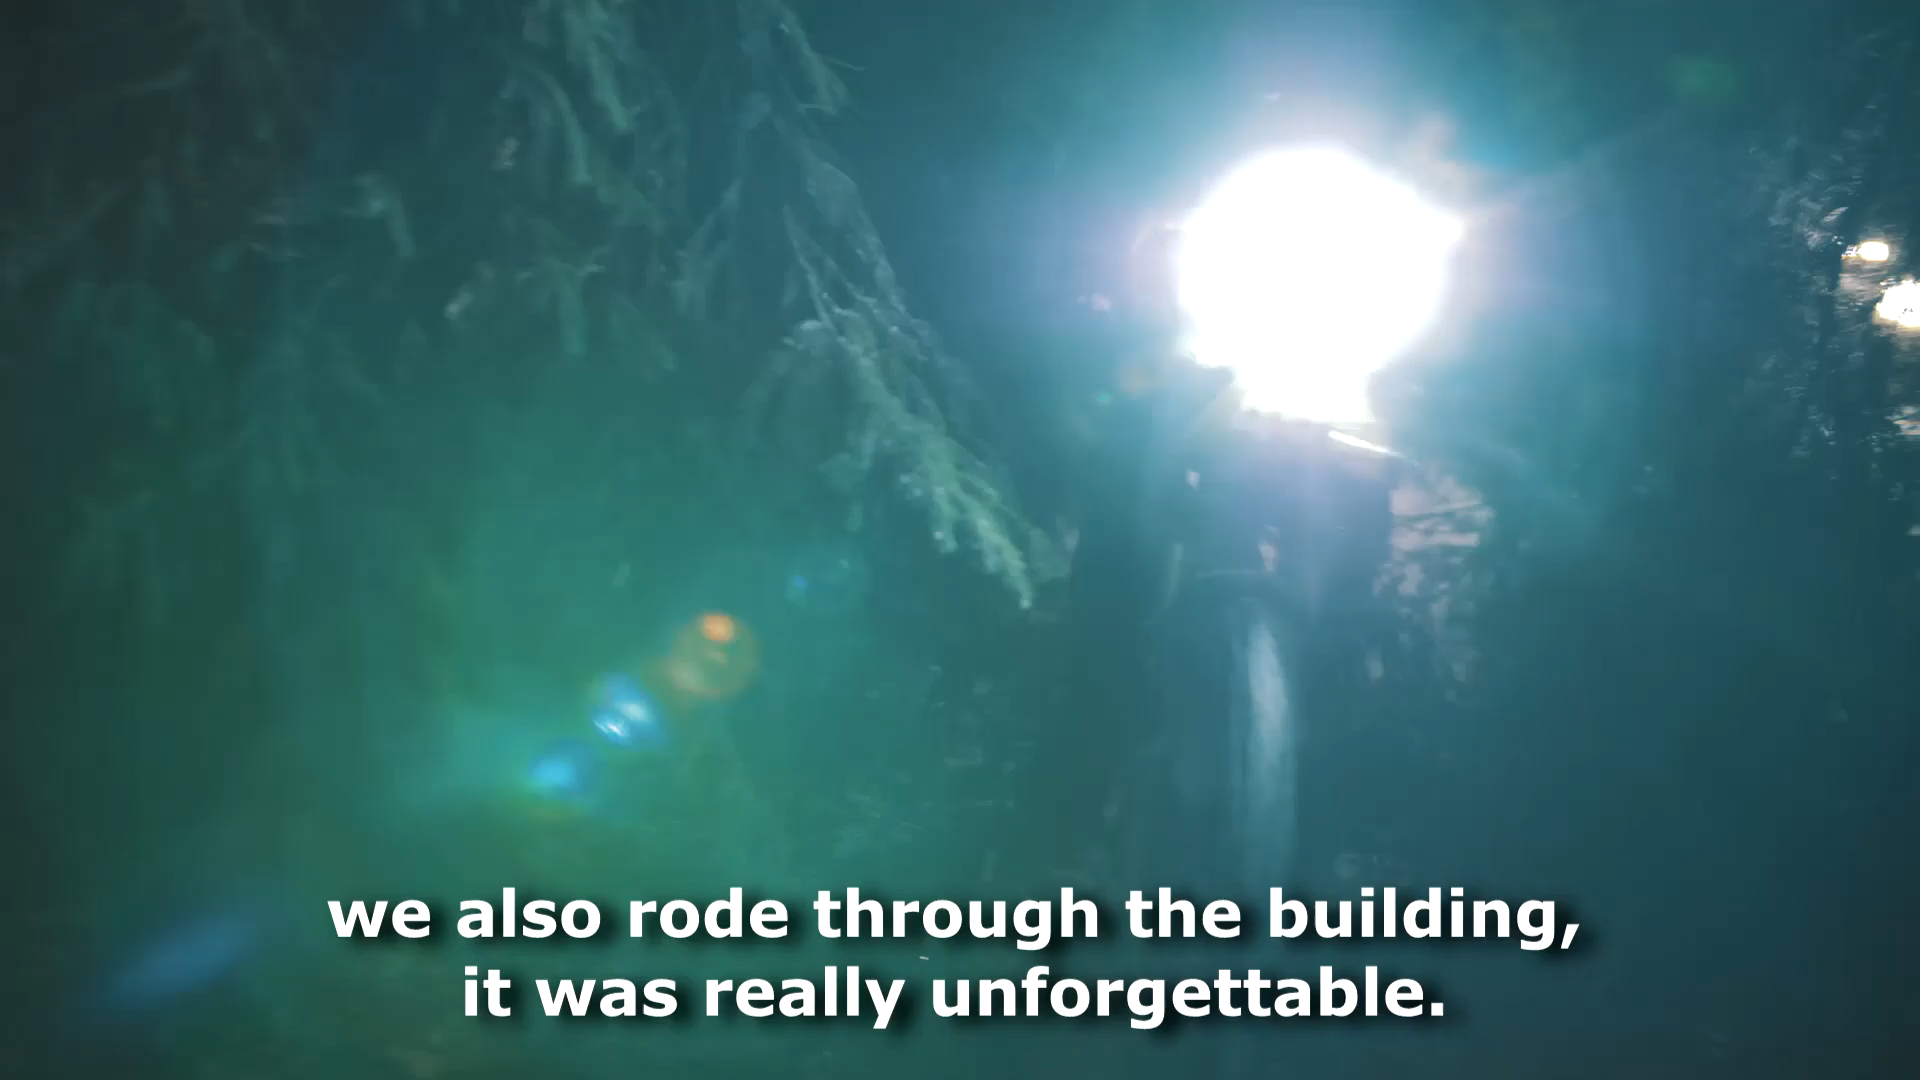 we also rode through the building,
it was really unforgettable.